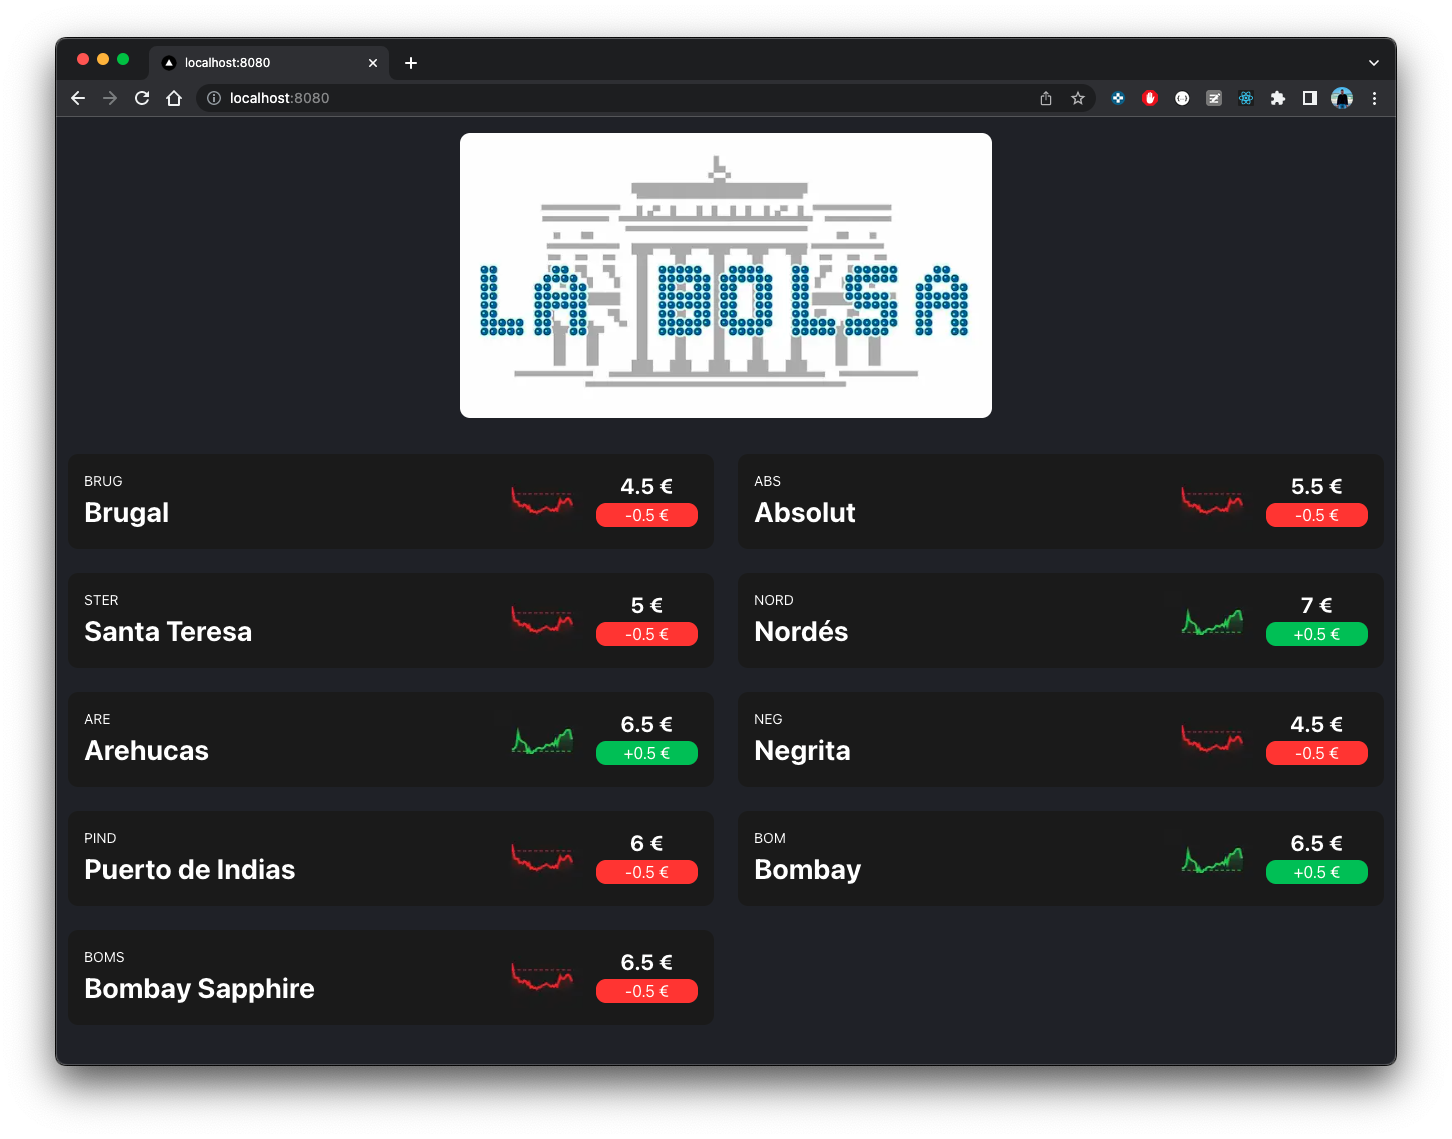 localhost:8080
localhost:8080
LA BOLSA
BRUG
Brugal
4.5 €
-0.5 €
ABS
Absolut
5.5 €
-0.5 €
STER
Santa Teresa
5 €
-0.5 €
NORD
Nordés
7 €
+0.5 €
ARE
Arehucas
6.5 €
+0.5 €
NEG
Negrita
4.5 €
-0.5 €
PIND
Puerto de Indias
6 €
-0.5 €
BOM
Bombay
6.5 €
+0.5 €
BOMS
Bombay Sapphire
6.5 €
-0.5 €